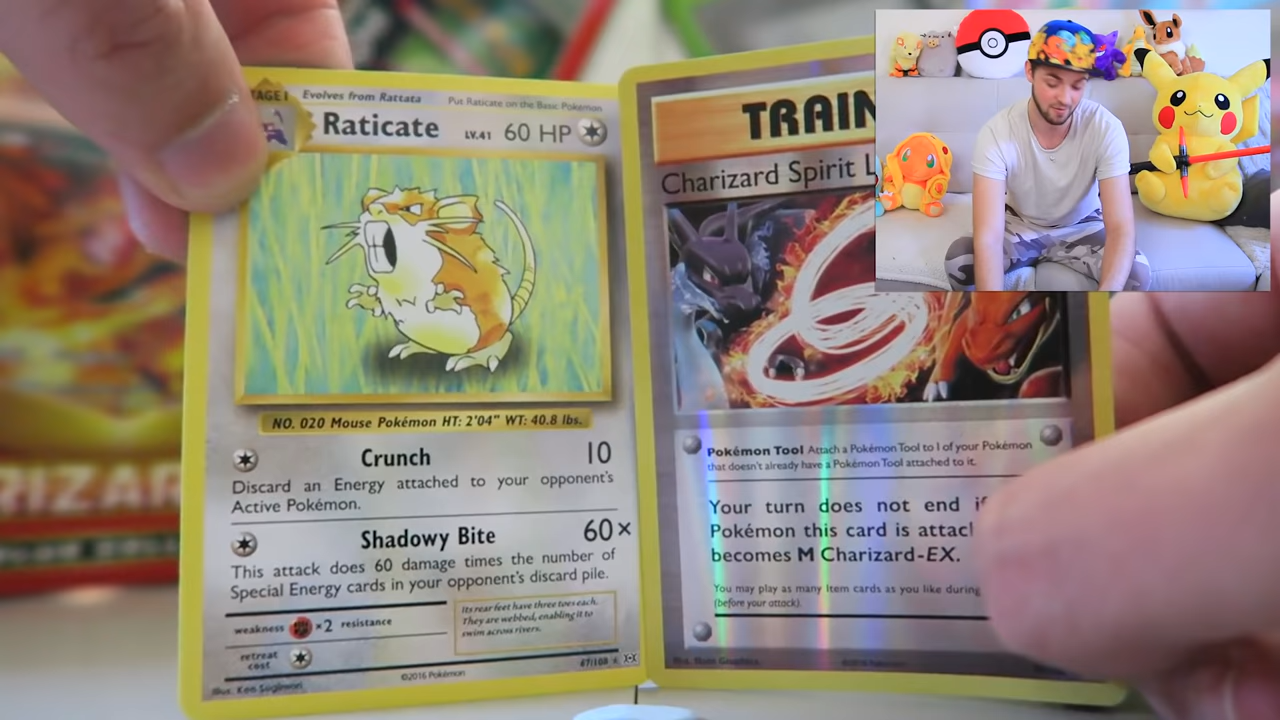 TAGE 1 Evolves from Rattata Put Raticate on the Basic Pokémon
Raticate LV.41 60 HP
NO. 020 Mouse Pokémon HT: 2'04" WT: 40.8 lbs.
Crunch 10
Discard an Energy attached to your opponent's
Active Pokémon.
Shadowy Bite 60×
This attack does 60 damage times the number of
Special Energy cards in your opponent's discard pile.
weakness ×2 resistance
retreat
cost
Its rear feet have three toes each.
They are webbed, enabling it to
swim across rivers.
67/108
Illus. Ken Sugimori ©2016 Pokémon
TRAIN
Charizard Spirit L
Pokémon Tool Attach a Pokémon Tool to 1 of your Pokémon
that doesn't already have a Pokémon Tool attached to it.
Your turn does not end if
Pokémon this card is attac
becomes M Charizard-EX.
You may play as many Item cards as you like during
(before your attack).
RIZAR